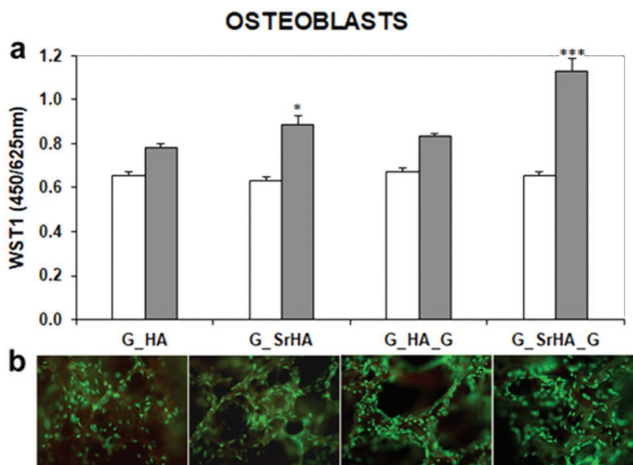 OSTEOBLASTS
a
***
1.2
1.0
*
0.8
0.6
0.4
0.2
0.0
WST1 (450/625nm)
G_HA G_SrHA G_HA_G G_SrHA_G
b